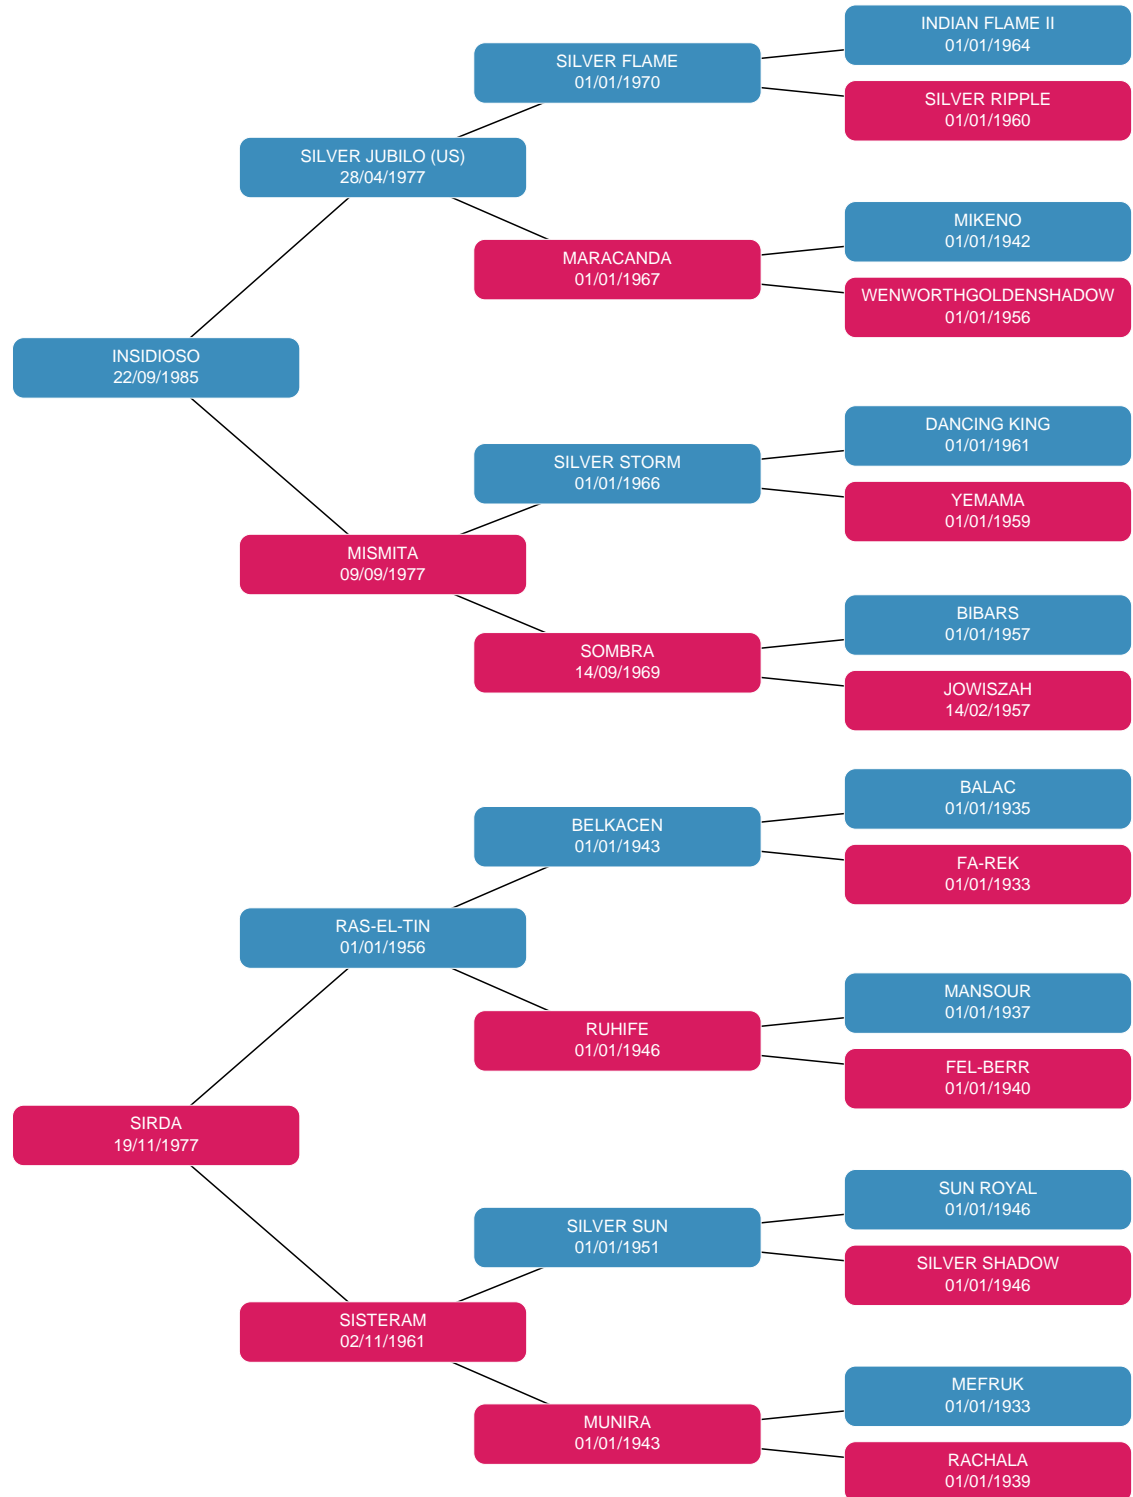 INDIAN FLAME II
01/01/1964
SILVER FLAME
01/01/1970
SILVER RIPPLE
01/01/1960
SILVER JUBILO (US)
28/04/1977
MIKENO
01/01/1942
MARACANDA
01/01/1967
WENWORTHGOLDENSHADOW
01/01/1956
INSIDIOSO
22/09/1985
DANCING KING
01/01/1961
SILVER STORM
01/01/1966
YEMAMA
01/01/1959
MISMITA
09/09/1977
BIBARS
01/01/1957
SOMBRA
14/09/1969
JOWISZAH
14/02/1957
BALAC
01/01/1935
BELKACEN
01/01/1943
FA-REK
01/01/1933
RAS-EL-TIN
01/01/1956
MANSOUR
01/01/1937
RUHIFE
01/01/1946
FEL-BERR
01/01/1940
SIRDA
19/11/1977
SUN ROYAL
01/01/1946
SILVER SUN
01/01/1951
SILVER SHADOW
01/01/1946
SISTERAM
02/11/1961
MEFRUK
01/01/1933
MUNIRA
01/01/1943
RACHALA
01/01/1939